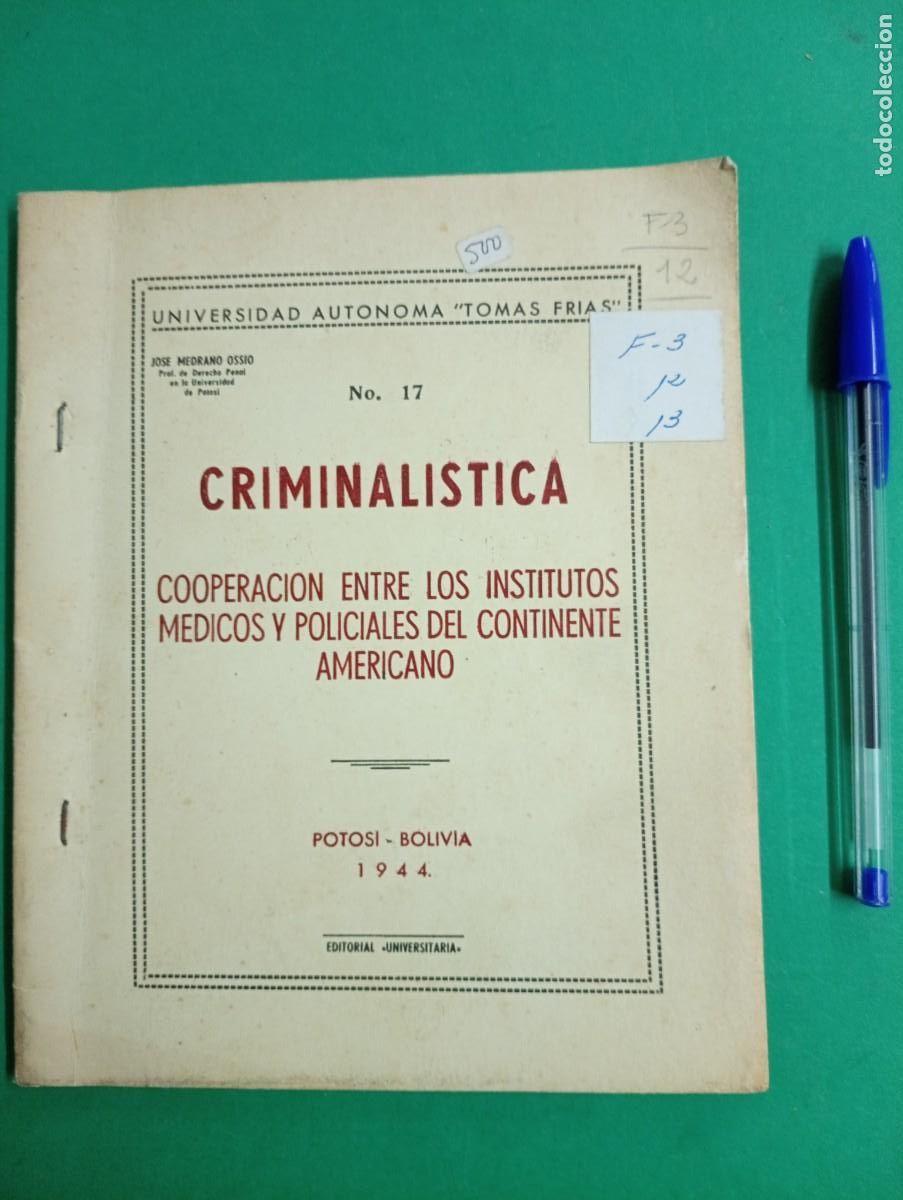 todocoleccion
500
F-3
12
UNIVERSIDAD AUTONOMA "TOMAS FRIAS"
JOSE MEDRANO OSSIO
Prof. de Derecho Penal
en la Universidad
de Potosí
No. 17
F-3
12
13
CRIMINALISTICA
COOPERACION ENTRE LOS INSTITUTOS
MEDICOS Y POLICIALES DEL CONTINENTE
AMERICANO
POTOSÍ - BOLIVIA
1944.
EDITORIAL «UNIVERSITARIA»